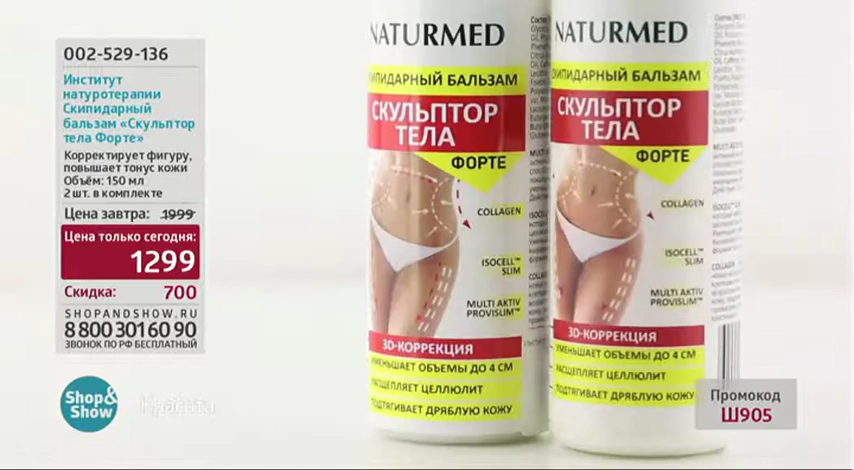 002-529-136
Институт
натуротерапии
Скипидарный
бальзам «Скульптор
тела Форте»
Корректирует фигуру,
повышает тонус кожи
Объём: 150 мл
2 шт. в комплекте
Цена завтра: 1999
Цена только сегодня:
1299
Скидка: 700
SHOPANDSHOW.RU
8 800 301 60 90
ЗВОНОК ПО РФ БЕСПЛАТНЫЙ
Shop&
Show
Красота
NATURMED
СКИПИДАРНЫЙ БАЛЬЗАМ
СКУЛЬПТОР
ТЕЛА
ФОРТЕ
COLLAGEN
ISOCELL™
SLIM
MULTI AKTIV
PROVISLIM™
3D-КОРРЕКЦИЯ
УМЕНЬШАЕТ ОБЪЕМЫ ДО 4 СМ
РАСЩЕПЛЯЕТ ЦЕЛЛЮЛИТ
ПОДТЯГИВАЕТ ДРЯБЛУЮ КОЖУ
NATURMED
СКИПИДАРНЫЙ БАЛЬЗАМ
СКУЛЬПТОР
ТЕЛА
ФОРТЕ
COLLAGEN
ISOCELL™
SLIM
MULTI AKTIV
PROVISLIM™
3D-КОРРЕКЦИЯ
УМЕНЬШАЕТ ОБЪЕМЫ ДО 4 СМ
РАСЩЕПЛЯЕТ ЦЕЛЛЮЛИТ
ПОДТЯГИВАЕТ ДРЯБЛУЮ КОЖУ
Промокод
Ш905